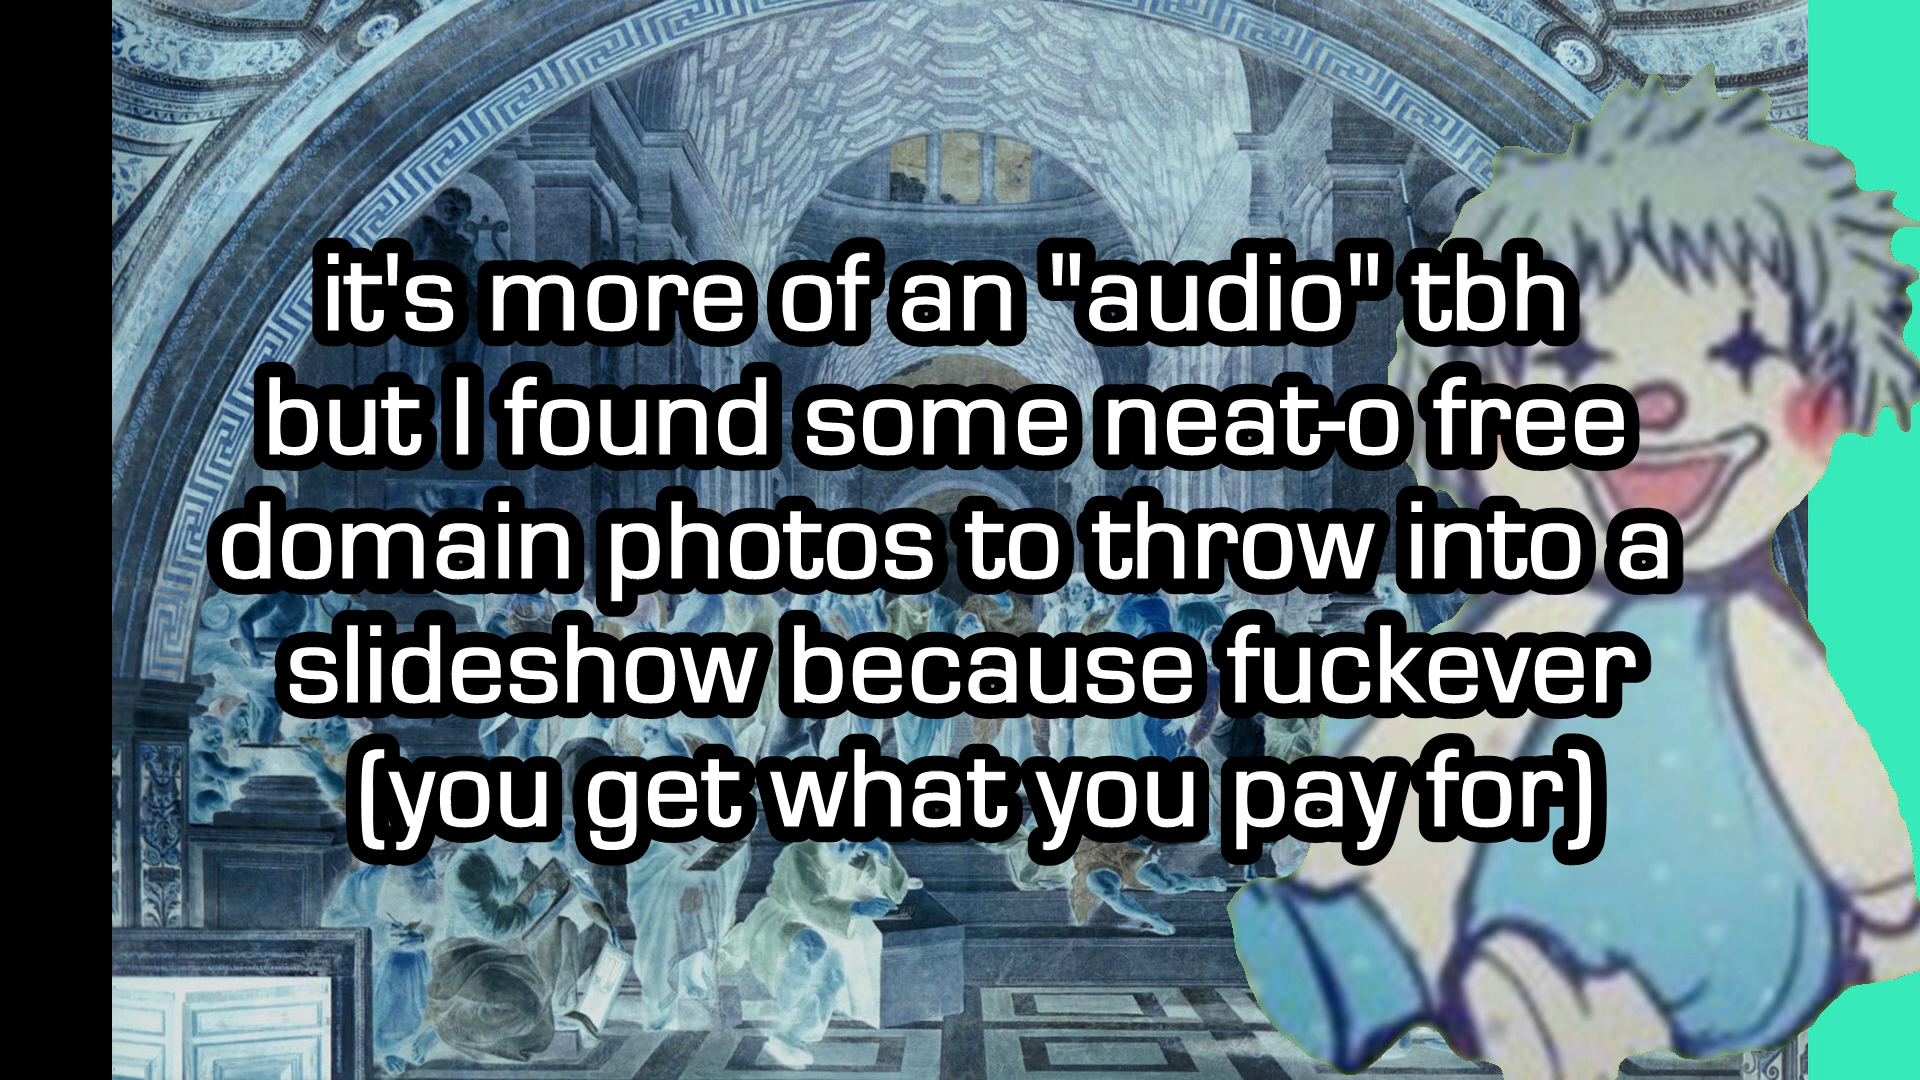 it's more of an "audio" tbh
but I found some neat-o free
domain photos to throw into a
slideshow because fuckever
(you get what you pay for)